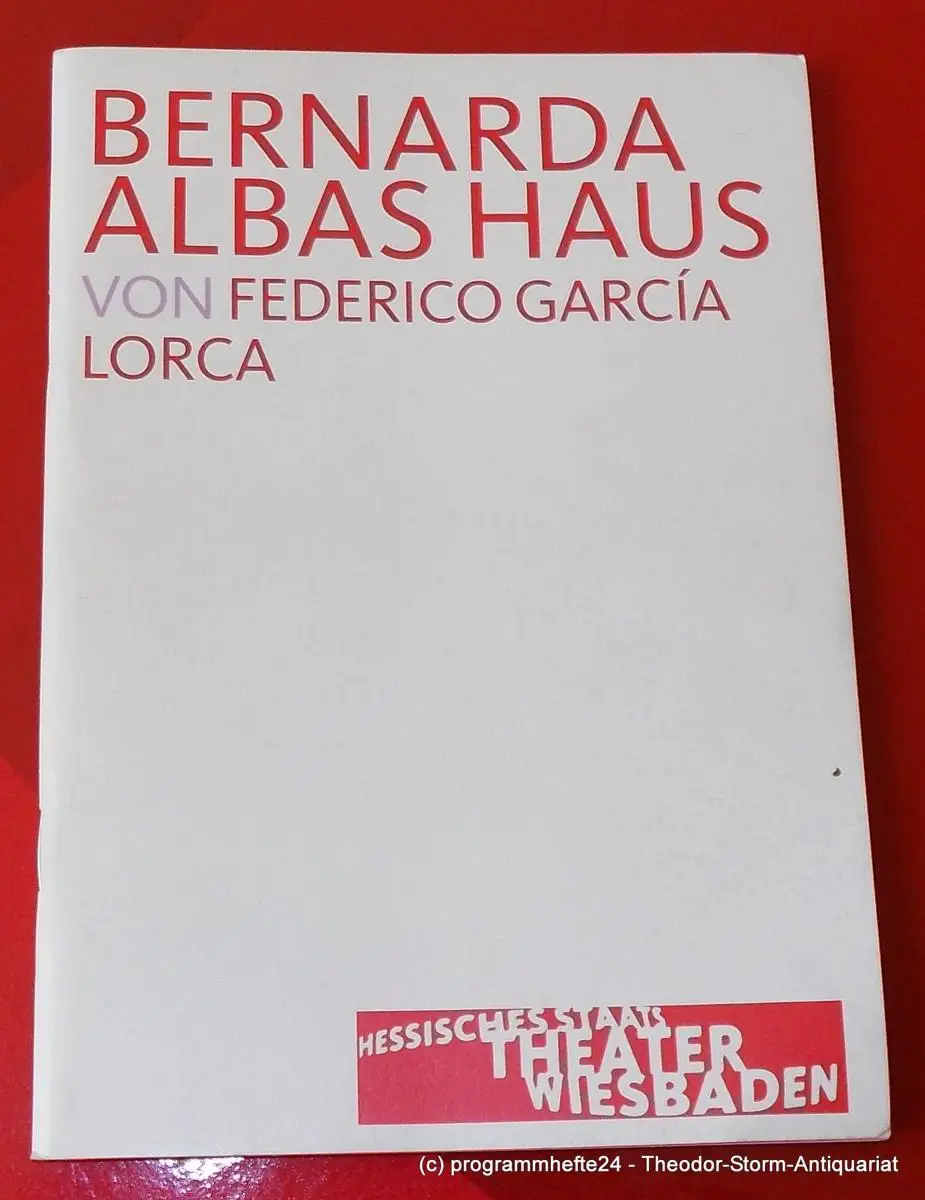 BERNARDA
ALBAS HAUS
VON FEDERICO GARCÍA
LORCA
HESSISCHES STAATS
THEATER
WIESBADEN
(c) programmhefte24 - Theodor-Storm-Antiquariat